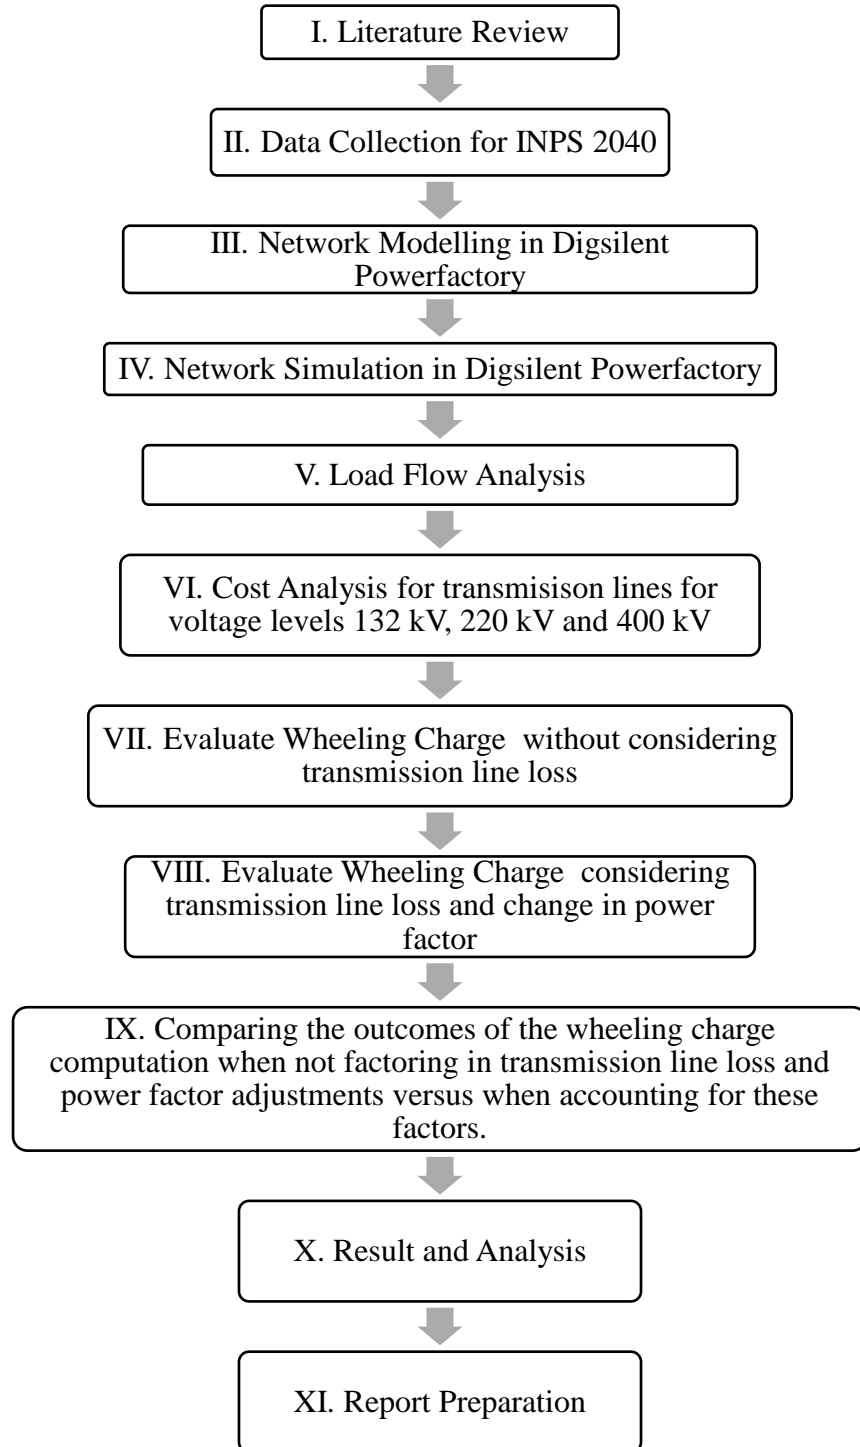 I. Literature Review
II. Data Collection for INPS 2040
III. Network Modelling in Digsilent
Powerfactory
IV. Network Simulation in Digsilent Powerfactory
V. Load Flow Analysis
VI. Cost Analysis for transmisison lines for
voltage levels 132 kV, 220 kV and 400 kV
VII. Evaluate Wheeling Charge without considering
transmission line loss
VIII. Evaluate Wheeling Charge considering
transmission line loss and change in power
factor
IX. Comparing the outcomes of the wheeling charge
computation when not factoring in transmission line loss and
power factor adjustments versus when accounting for these
factors.
X. Result and Analysis
XI. Report Preparation